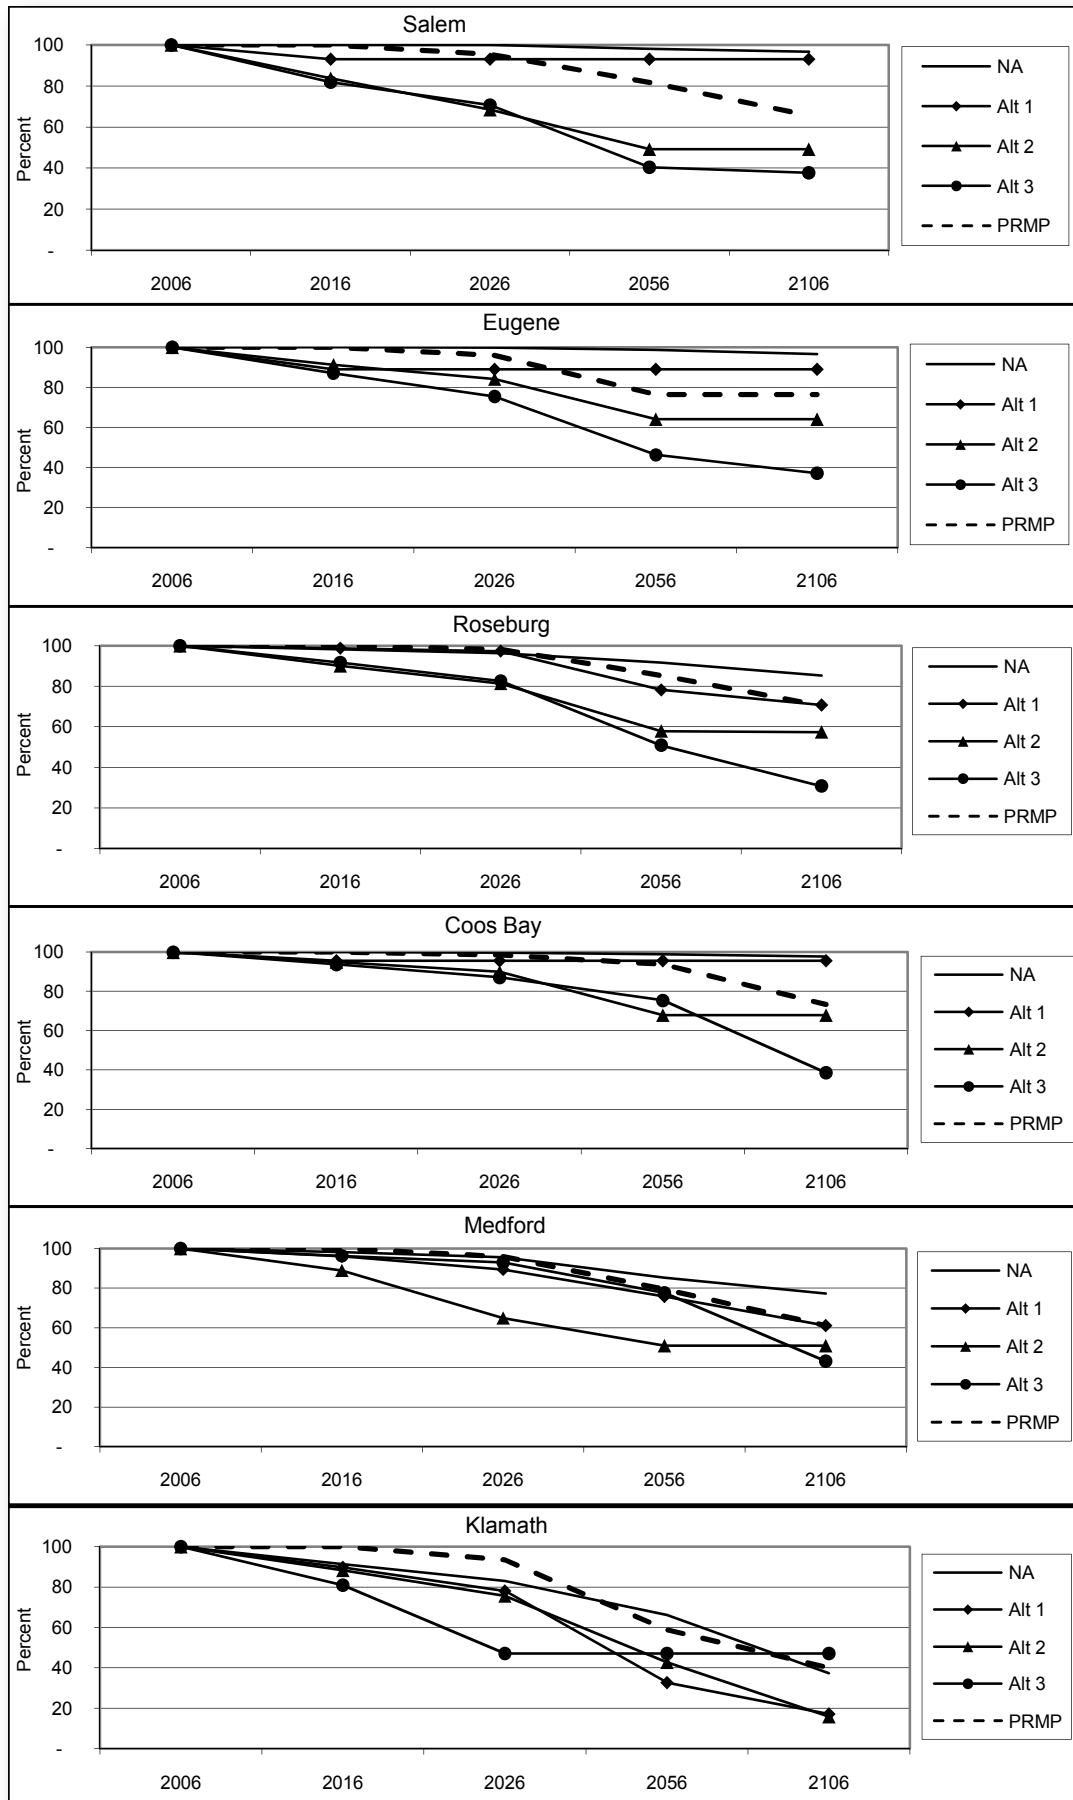 Salem
Percent
100
80
60
40
20
-
2006 2016 2026 2056 2106
NA
Alt 1
Alt 2
Alt 3
PRMP
Eugene
Percent
100
80
60
40
20
-
2006 2016 2026 2056 2106
NA
Alt 1
Alt 2
Alt 3
PRMP
Roseburg
Percent
100
80
60
40
20
-
2006 2016 2026 2056 2106
NA
Alt 1
Alt 2
Alt 3
PRMP
Coos Bay
Percent
100
80
60
40
20
-
2006 2016 2026 2056 2106
NA
Alt 1
Alt 2
Alt 3
PRMP
Medford
Percent
100
80
60
40
20
-
2006 2016 2026 2056 2106
NA
Alt 1
Alt 2
Alt 3
PRMP
Klamath
Percent
100
80
60
40
20
-
2006 2016 2026 2056 2106
NA
Alt 1
Alt 2
Alt 3
PRMP